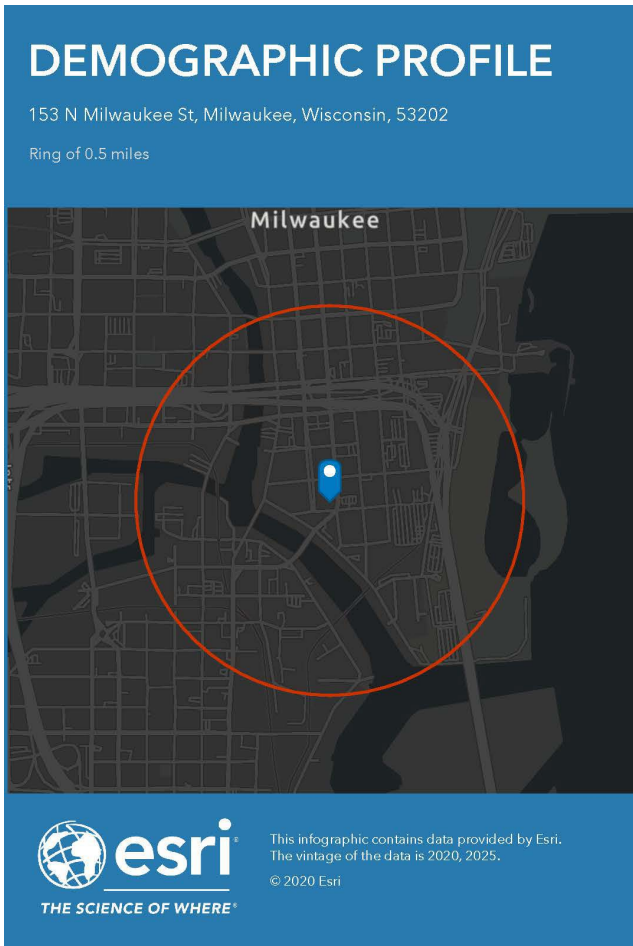 DEMOGRAPHIC PROFILE
153 N Milwaukee St, Milwaukee, Wisconsin, 53202
Ring of 0.5 miles
Milwaukee
esri
THE SCIENCE OF WHERE®
This infographic contains data provided by Esri.
The vintage of the data is 2020, 2025.
© 2020 Esri